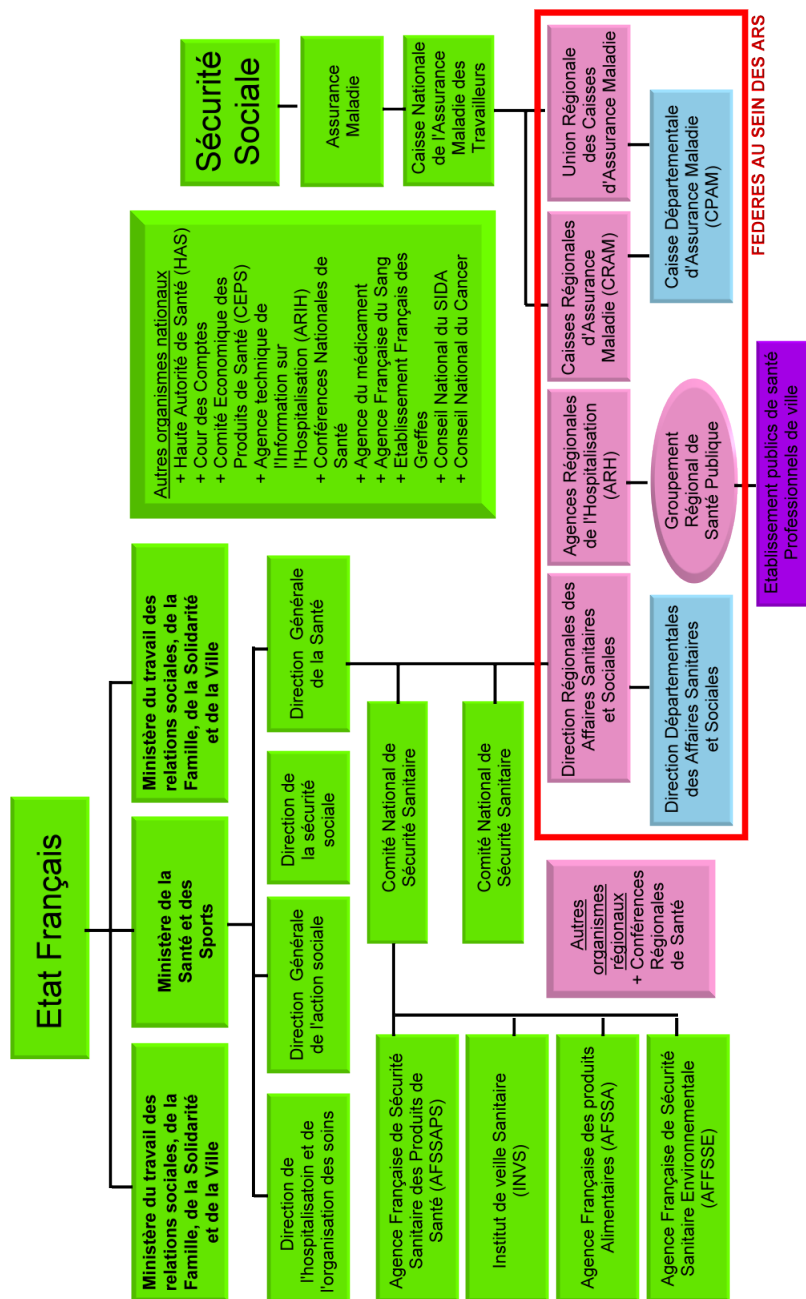 Etat Français
Ministère du travail des
relations sociales, de la
Famille, de la Solidarité
et de la Ville
Ministère de la
Santé et des
Sports
Ministère du travail des
relations sociales, de la
Famille, de la Solidarité
et de la Ville
Direction de
l'hospitalisatoin et de
l'organisation des soins
Direction Générale
de l'action sociale
Direction de
la sécurité
sociale
Direction Générale
de la Santé
Comité National de
Sécurité Sanitaire
Comité National de
Sécurité Sanitaire
Agence Française de Sécurité
Sanitaire des Produits de
Santé (AFSSAPS)
Institut de veille Sanitaire
(INVS)
Agence Française des produits
Alimentaires (AFSSA)
Agence Française de Sécurité
Sanitaire Environnementale
(AFFSSE)
Autres organismes nationaux
+ Haute Autorité de Santé (HAS)
+ Cour des Comptes
+ Comité Economique des
Produits de Santé (CEPS)
+ Agence technique de
l'Information sur
l'Hospitalisation (ARIH)
+ Conférences Nationales de
Santé
+ Agence du médicament
+ Agence Française du Sang
+ Etablissement Français des
Greffes
+ Conseil National du SIDA
+ Conseil National du Cancer
Sécurité
Sociale
Assurance
Maladie
Caisse Nationale
de l'Assurance
Maladie des
Travailleurs
Autres
organismes
régionaux
+ Conférences
Régionales
de Santé
Direction Régionales des
Affaires Sanitaires
et Sociales
Agences Régionales
de l'Hospitalisation
(ARH)
Caisses Régionales
d'Assurance
Maladie (CRAM)
Union Régionale
des Caisses
d'Assurance Maladie
Direction Départementales
des Affaires Sanitaires
et Sociales
Groupement
Régional de
Santé Publique
Caisse Départementale
d'Assurance Maladie
(CPAM)
FEDERES AU SEIN DES ARS
Etablissement publics de santé
Professionnels de ville